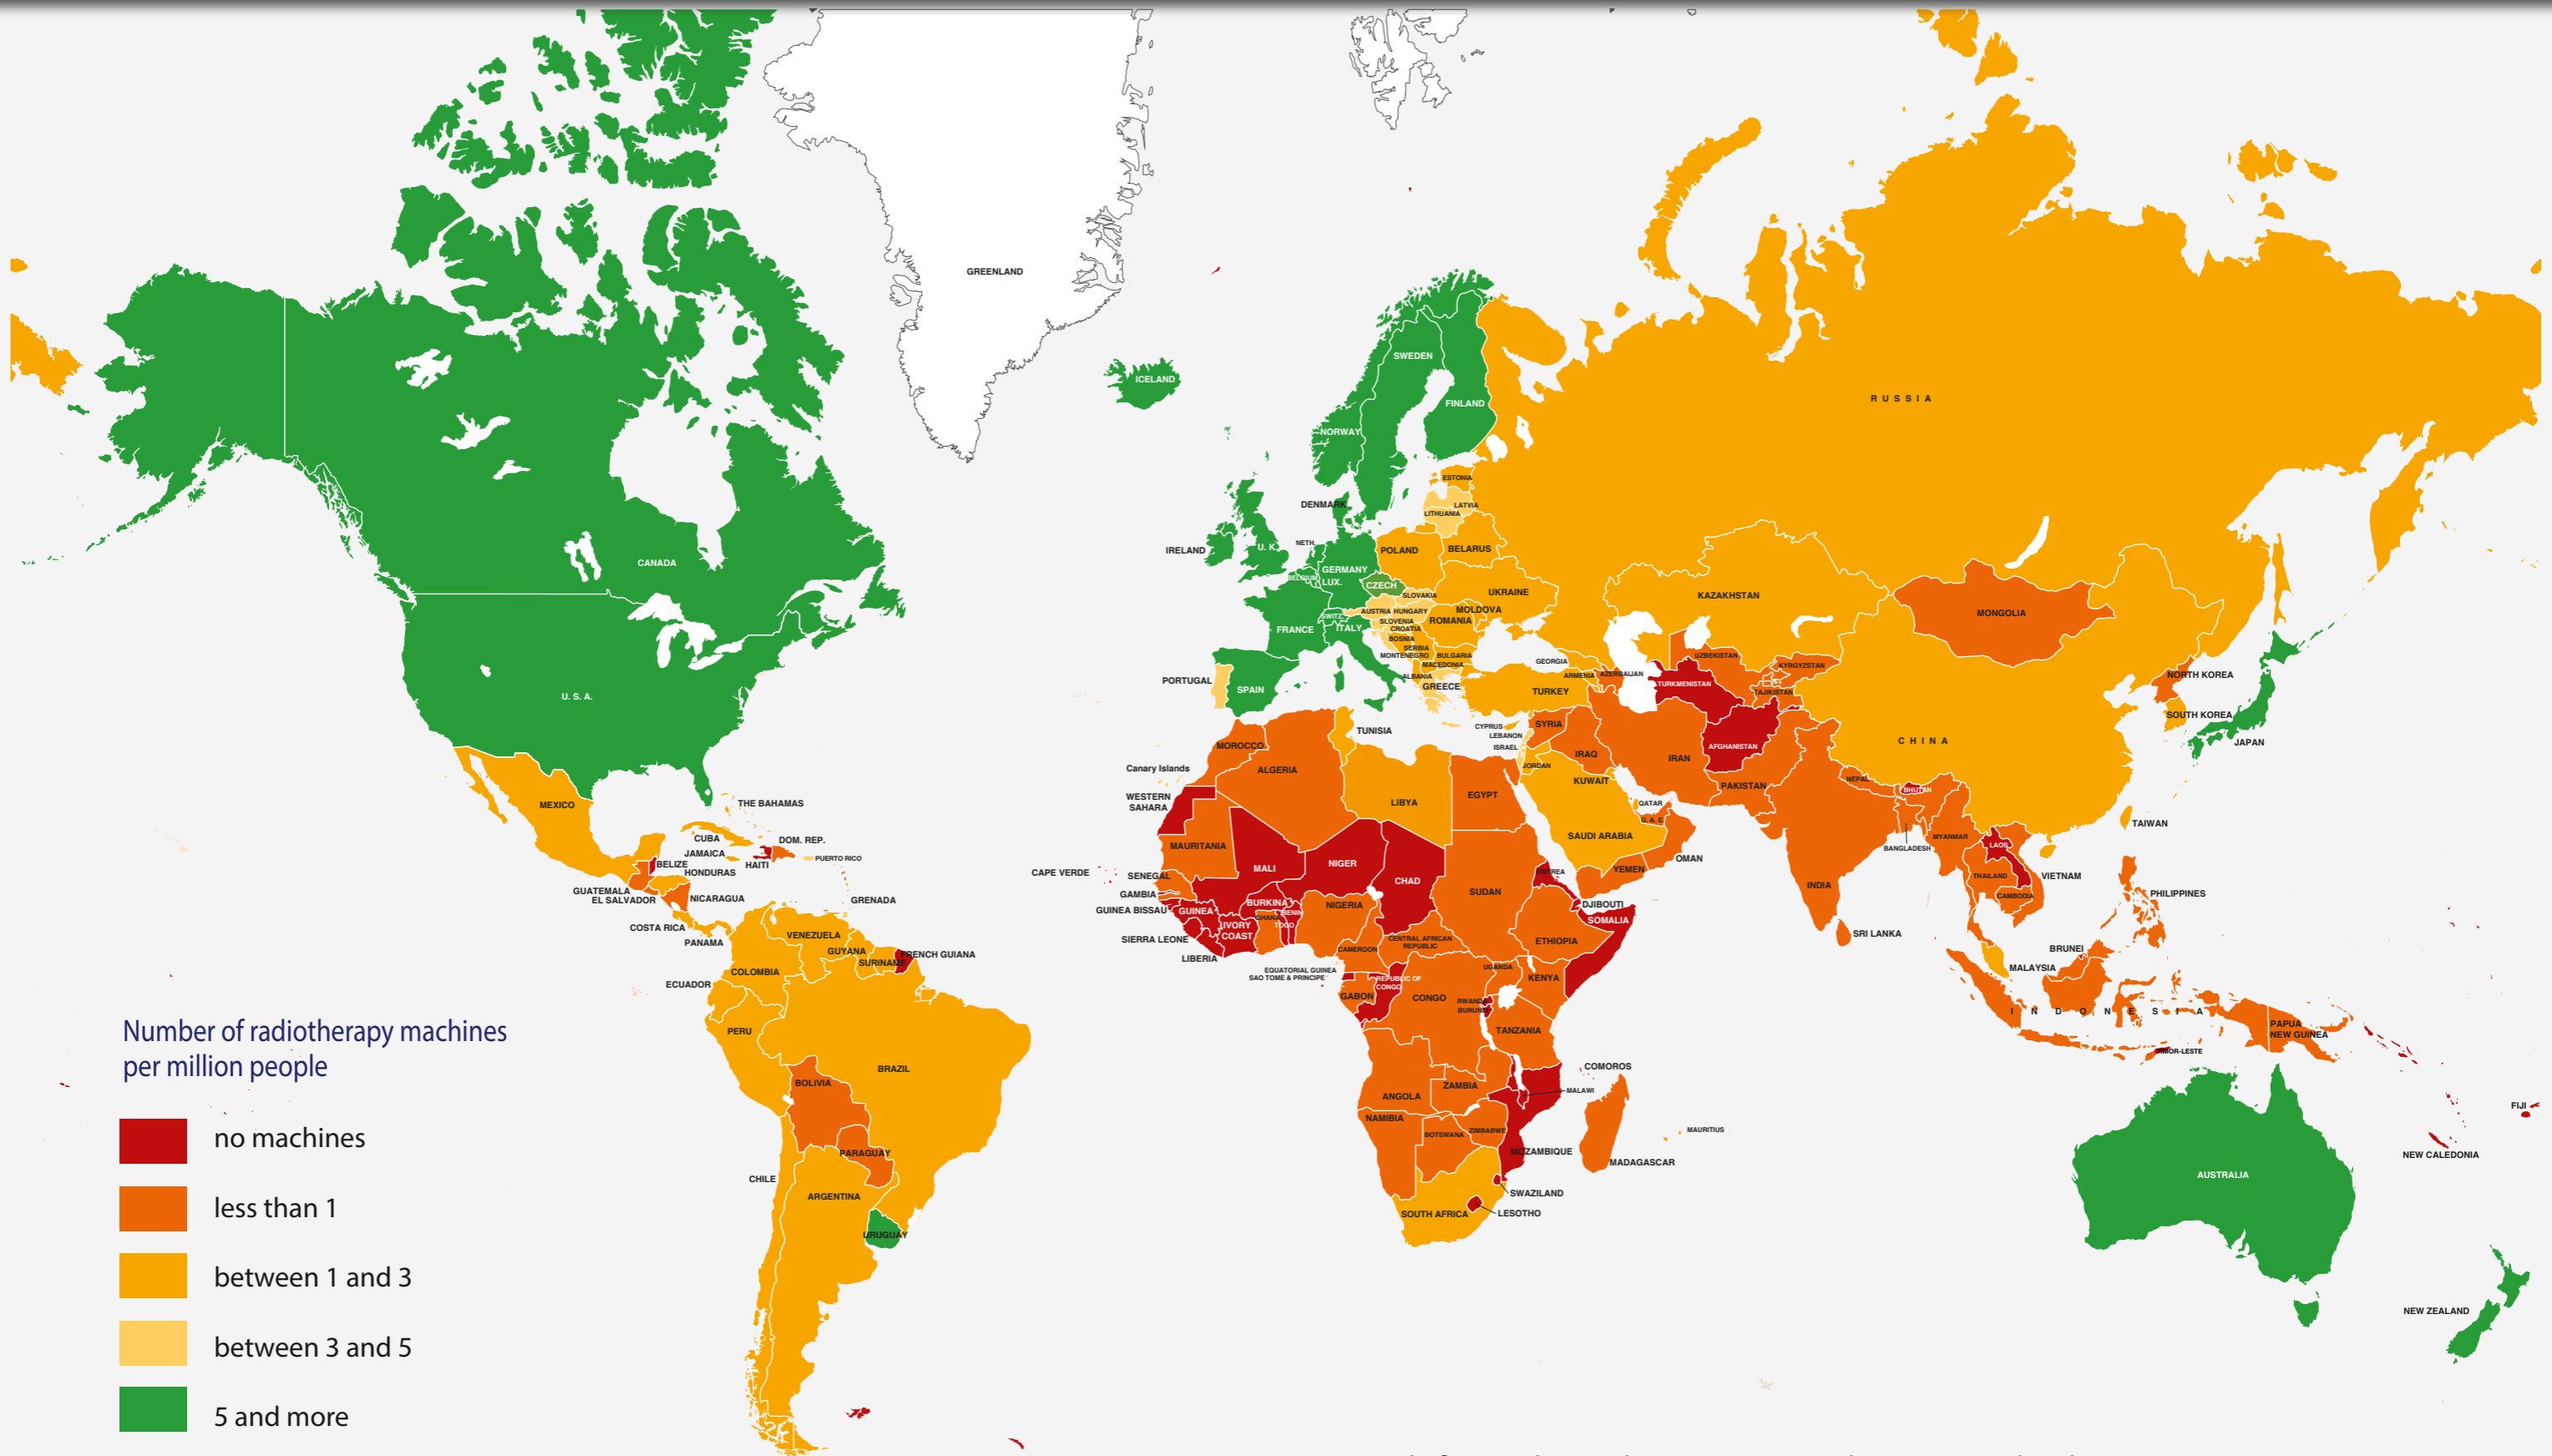 GREENLAND
ICELAND
SWEDEN
FINLAND
NORWAY
RUSSIA
ESTONIA
LATVIA
LITHUANIA
DENMARK
IRELAND
U. K.
NETH.
POLAND
BELARUS
BELGIUM
GERMANY
LUX.
CZECH
SLOVAKIA
UKRAINE
KAZAKHSTAN
MONGOLIA
CANADA
AUSTRIA
HUNGARY
MOLDOVA
SWITZ.
SLOVENIA
ROMANIA
FRANCE
ITALY
CROATIA
BOSNIA
SERBIA
MONTENEGRO
BULGARIA
MACEDONIA
GEORGIA
UZBEKISTAN
KYRGYZSTAN
ALBANIA
ARMENIA
AZERBAIJAN
NORTH KOREA
PORTUGAL
SPAIN
GREECE
TURKEY
TURKMENISTAN
TAJIKISTAN
U. S. A.
SOUTH KOREA
JAPAN
TUNISIA
CYPRUS
LEBANON
ISRAEL
SYRIA
MOROCCO
IRAQ
IRAN
AFGHANISTAN
CHINA
Canary Islands
ALGERIA
JORDAN
KUWAIT
PAKISTAN
NEPAL
BHUTAN
WESTERN
SAHARA
LIBYA
EGYPT
QATAR
U. A. E.
MEXICO
THE BAHAMAS
SAUDI ARABIA
TAIWAN
CUBA
DOM. REP.
MAURITANIA
MYANMAR
BANGLADESH
LAOS
JAMAICA
HAITI
PUERTO RICO
BELIZE
HONDURAS
MALI
NIGER
OMAN
CAPE VERDE
SENEGAL
CHAD
ERITREA
YEMEN
THAILAND
VIETNAM
GUATEMALA
EL SALVADOR
NICARAGUA
GRENADA
GAMBIA
SUDAN
INDIA
CAMBODIA
PHILIPPINES
GUINEA BISSAU
GUINEA
BURKINA
BENIN
NIGERIA
DJIBOUTI
COSTA RICA
PANAMA
VENEZUELA
IVORY
COAST
GHANA
TOGO
SOMALIA
SRI LANKA
SIERRA LEONE
LIBERIA
CAMEROON
CENTRAL AFRICAN
REPUBLIC
ETHIOPIA
GUYANA
SURINAME
FRENCH GUIANA
COLOMBIA
BRUNEI
MALAYSIA
ECUADOR
EQUATORIAL GUINEA
SAO TOME & PRINCIPE
REPUBLIC OF
CONGO
UGANDA
KENYA
GABON
CONGO
RWANDA
BURUNDI
INDONESIA
PERU
TANZANIA
PAPUA
NEW GUINEA
TIMOR-LESTE
BRAZIL
BOLIVIA
ANGOLA
ZAMBIA
COMOROS
MALAWI
NAMIBIA
BOTSWANA
ZIMBABWE
MAURITIUS
FIJI
PARAGUAY
MOZAMBIQUE
MADAGASCAR
NEW CALEDONIA
CHILE
ARGENTINA
SWAZILAND
SOUTH AFRICA
LESOTHO
AUSTRALIA
URUGUAY
NEW ZEALAND
Number of radiotherapy machines
per million people
no machines
less than 1
between 1 and 3
between 3 and 5
5 and more